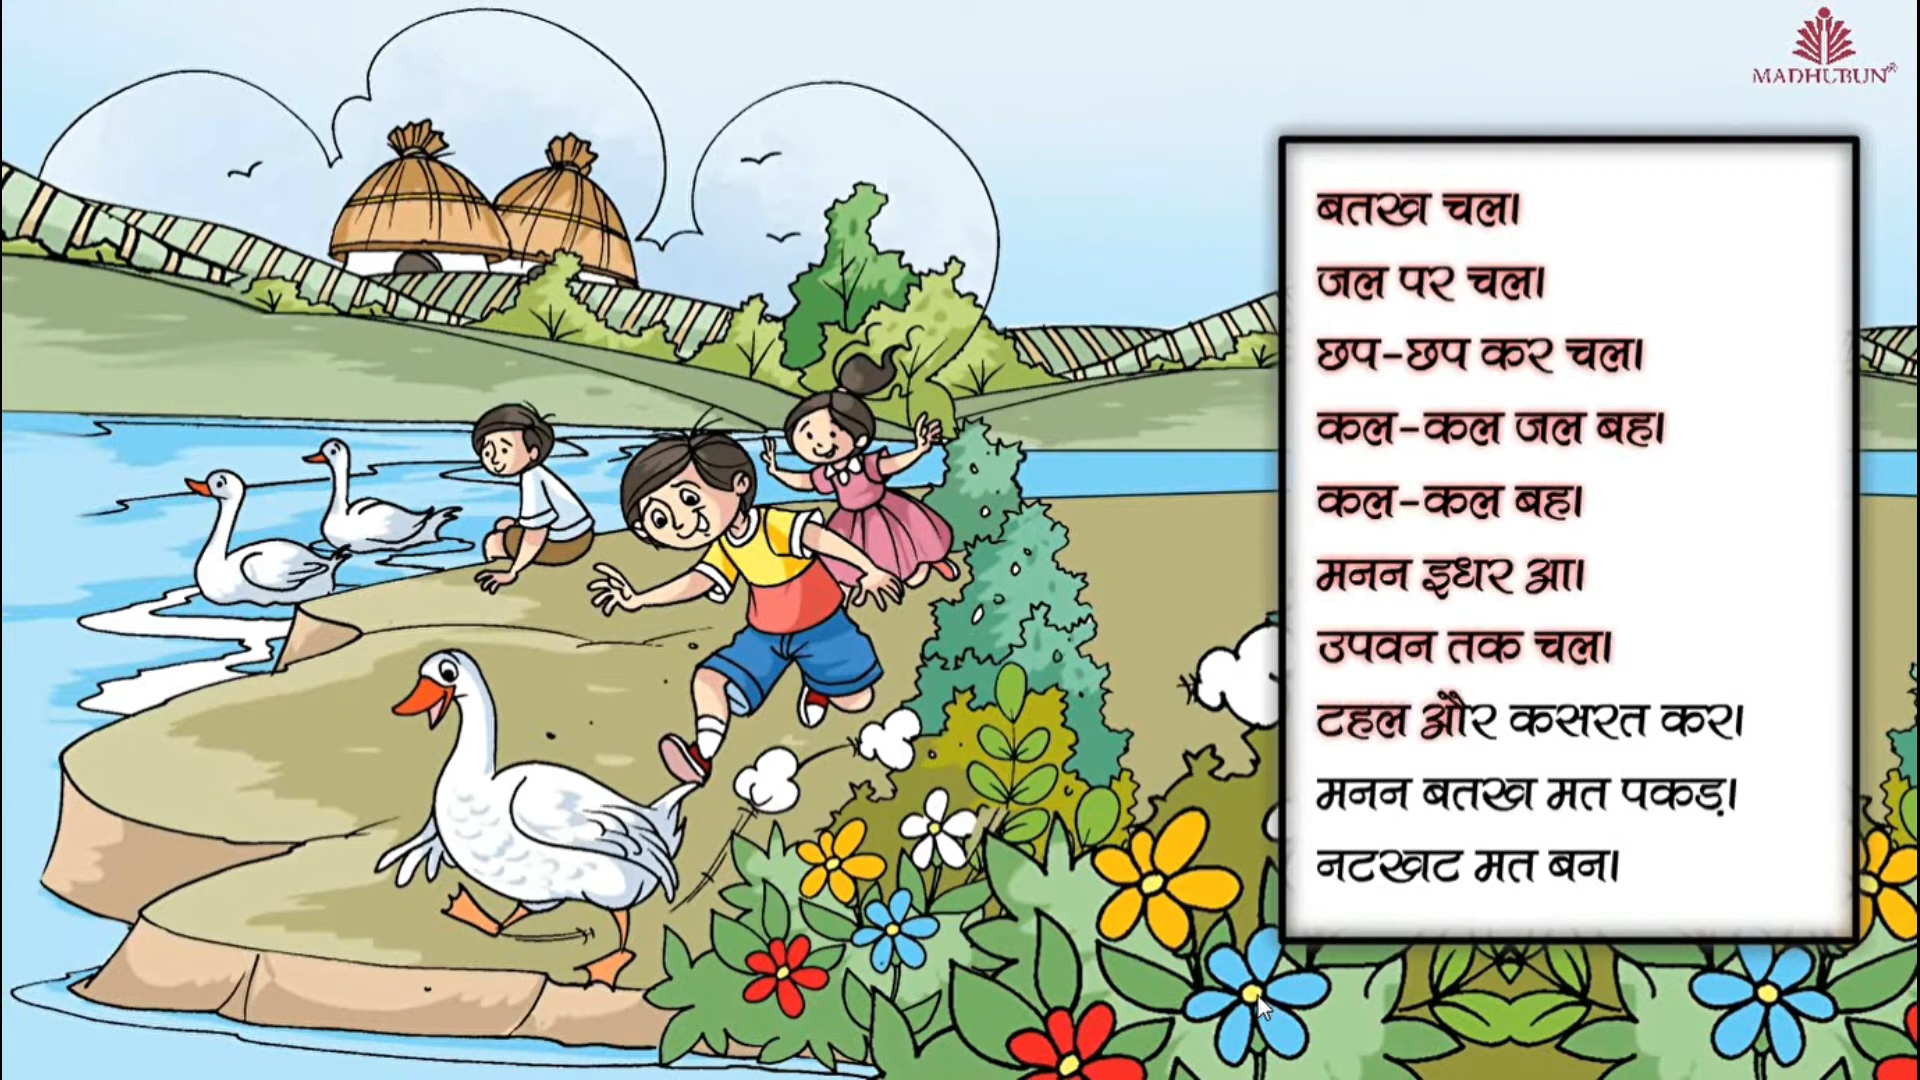 MADHUBUN®
बतख चल।
जल पर चल।
छप-छप कर चल।
कल-कल जल बह।
कल-कल बह।
मनन इधर आ।
उपवन तक चल।
टहल और कसरत कर।
मनन बतख मत पकड़।
नटखट मत बन।